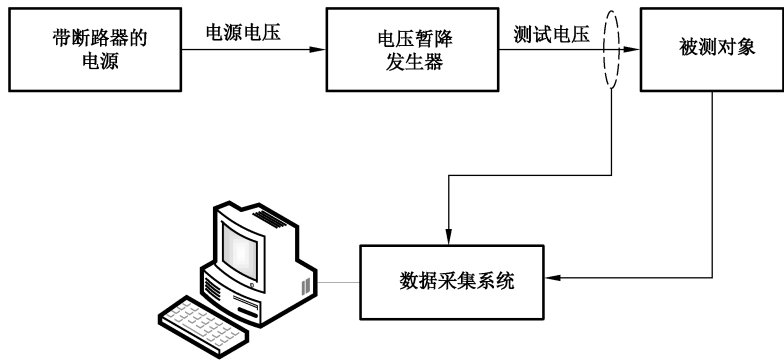 带断路器的
电源
电源电压
电压暂降
发生器
测试电压
被测对象
数据采集系统